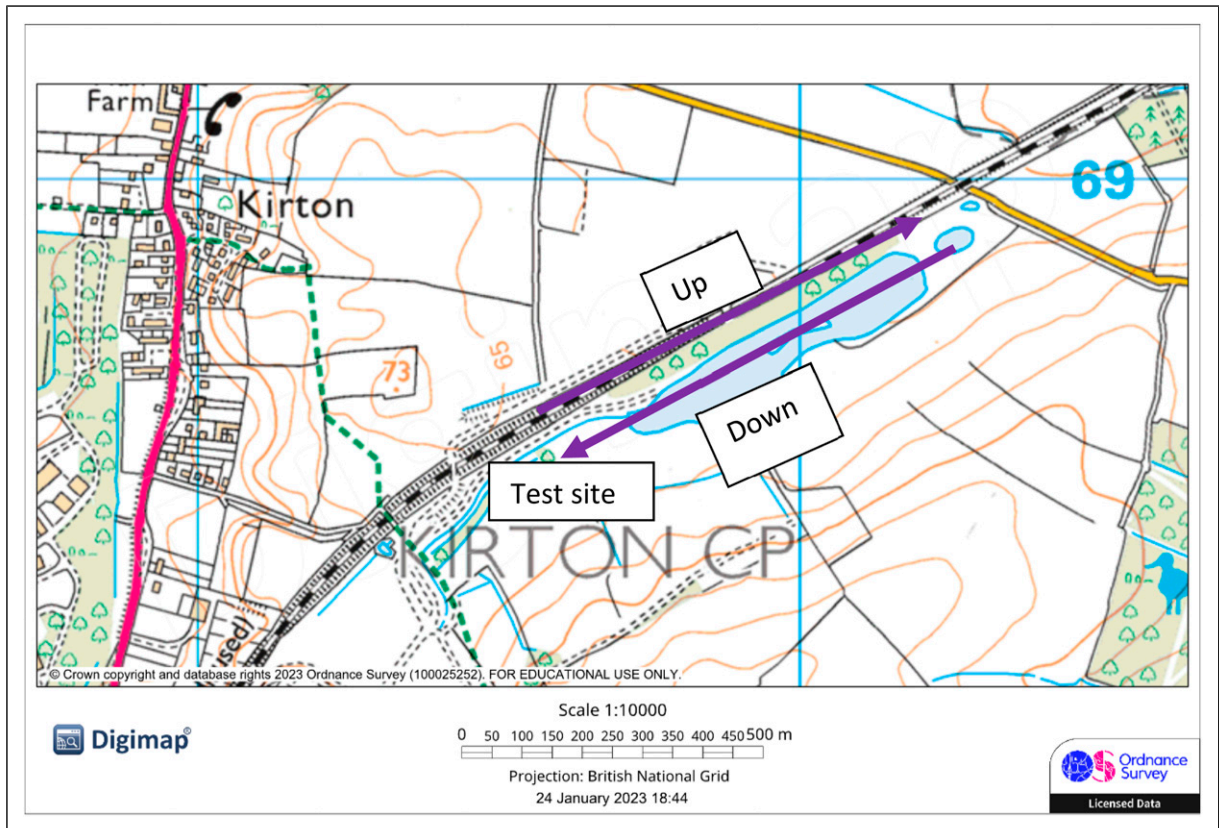 Farm
Kirton
69
Up
65
73
Down
Test site
KIRTON CP
used)
© Crown copyright and database rights 2023 Ordnance Survey (100025252). FOR EDUCATIONAL USE ONLY.
Scale 1:10000
0 50 100 150 200 250 300 350 400 450 500 m
Digimap®
Projection: British National Grid
24 January 2023 18:44
Ordnance
Survey
Licensed Data